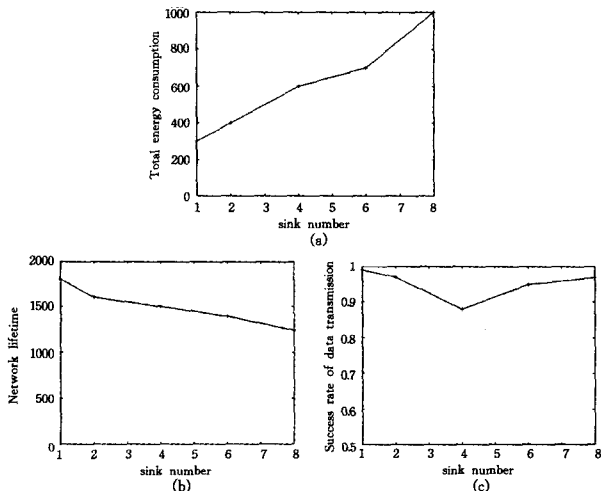 Total energy consumption
1000
800
600
400
200
0
1 2 3 4 5 6 7 8
sink number
(a)
Network lifetime
2000
1500
1000
500
0
1 2 3 4 5 6 7 8
sink number
(b)
Success rate of data transmission
1
0.9
0.8
0.7
0.6
0.5
1 2 3 4 5 6 7 8
sink number
(c)